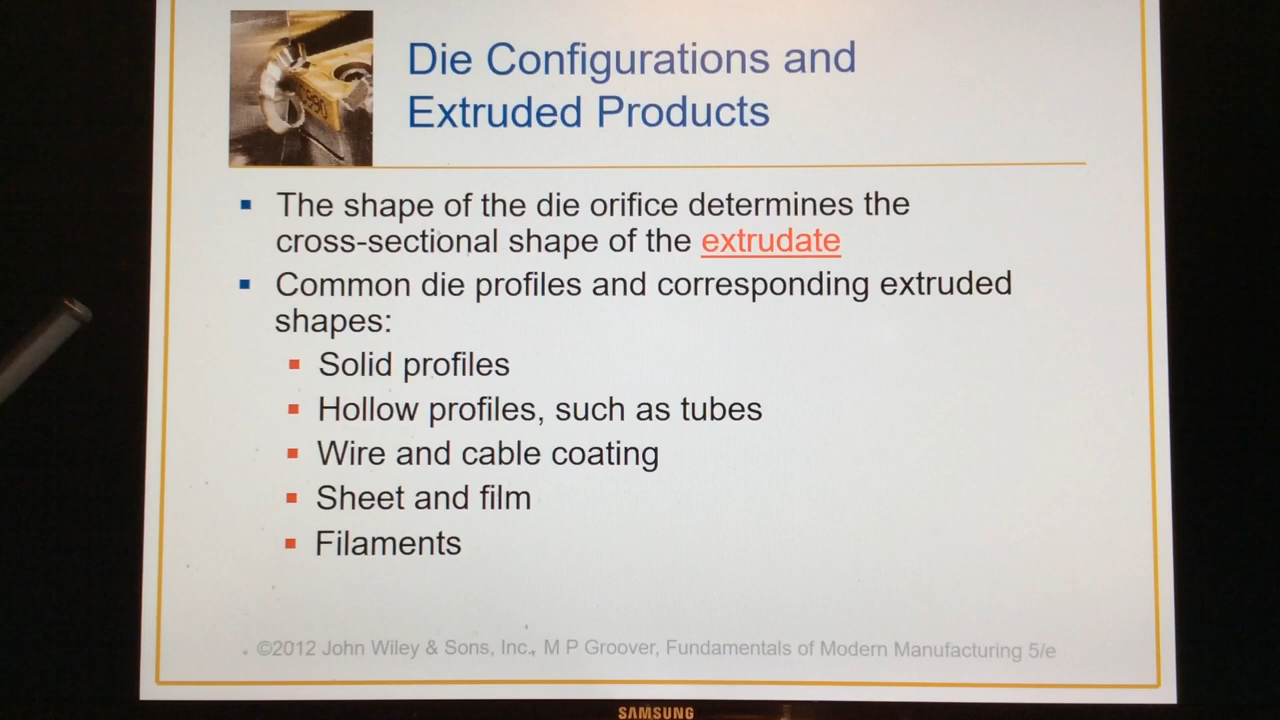 Die Configurations and
Extruded Products
The shape of the die orifice determines the
cross-sectional shape of the extrudate
Common die profiles and corresponding extruded
shapes:
Solid profiles
Hollow profiles, such as tubes
Wire and cable coating
Sheet and film
Filaments
©2012 John Wiley & Sons, Inc., M P Groover, Fundamentals of Modern Manufacturing 5/e
SAMSUNG